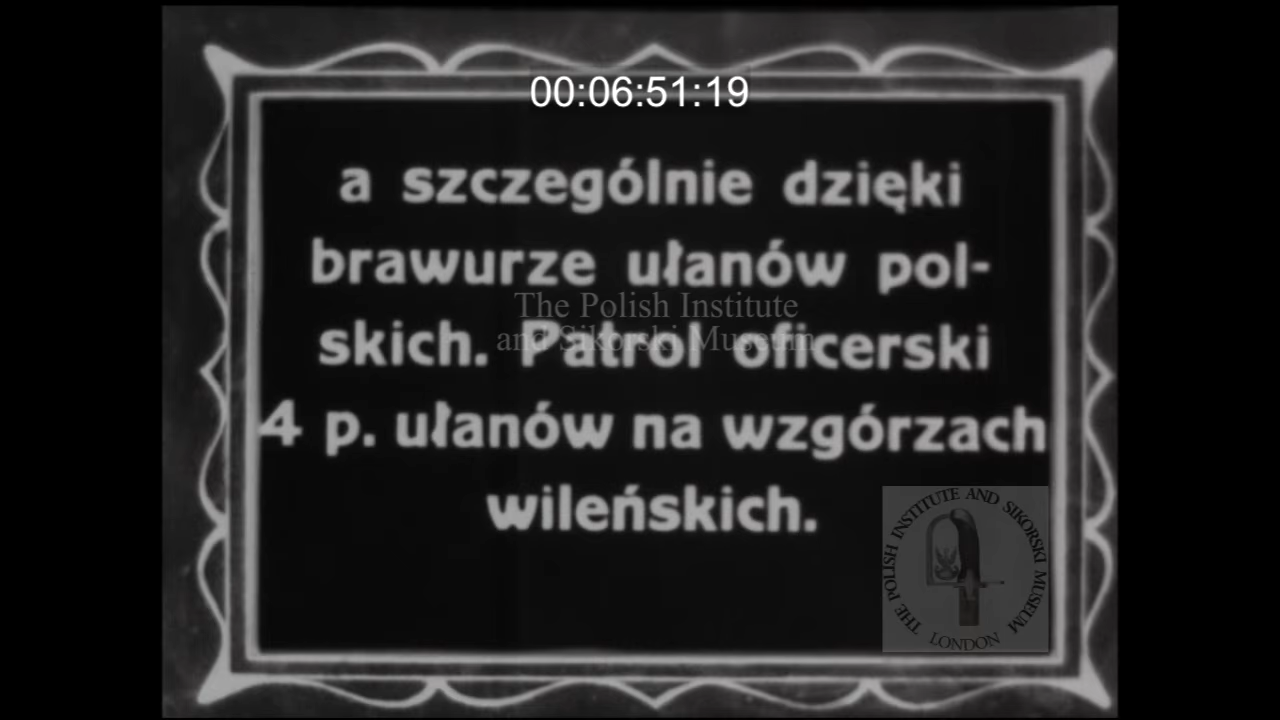 00:06:51:19
a szczególnie dzięki
brawurze ułanów pol-
The Polish Institute
and Sikorski Museum
skich. Patrol oficerski
4 p. ułanów na wzgórzach
wileńskich.
THE POLISH INSTITUTE AND SIKORSKI MUSEUM
LONDON